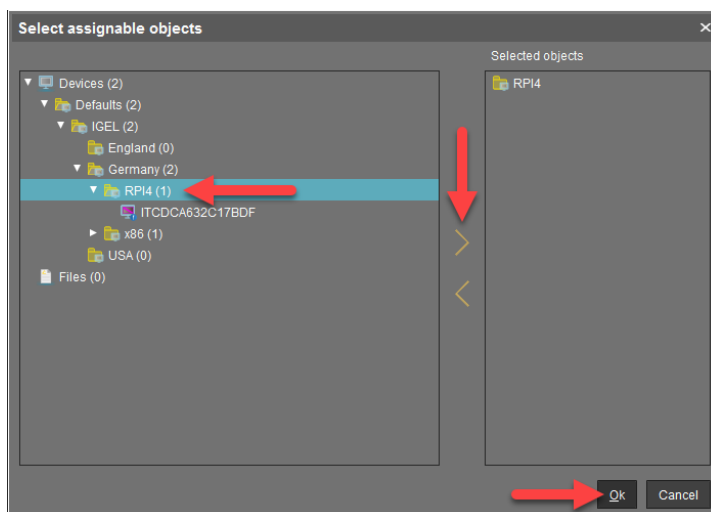 Select assignable objects
Selected objects
Devices (2)
Defaults (2)
IGEL (2)
England (0)
Germany (2)
RPI4 (1)
ITCDCA632C17BDF
x86 (1)
USA (0)
Files (0)
RPI4
Ok
Cancel